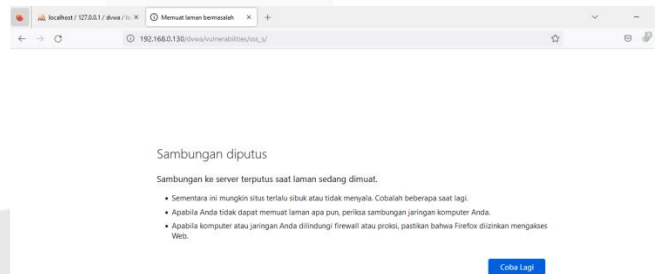 localhost / 127.0.0.1 / dvwa / 
Memuat laman bermasalah
192.168.0.130/dvwa/vulnerabilities/xss_s/
Sambungan diputus
Sambungan ke server terputus saat laman sedang dimuat.
• Sementara ini mungkin situs terlalu sibuk atau tidak menyala. Cobalah beberapa saat lagi.
• Apabila Anda tidak dapat memuat laman apa pun, periksa sambungan jaringan komputer Anda.
• Apabila komputer atau jaringan Anda dilindungi firewall atau proksi, pastikan bahwa Firefox diizinkan mengakses
Web.
Coba Lagi